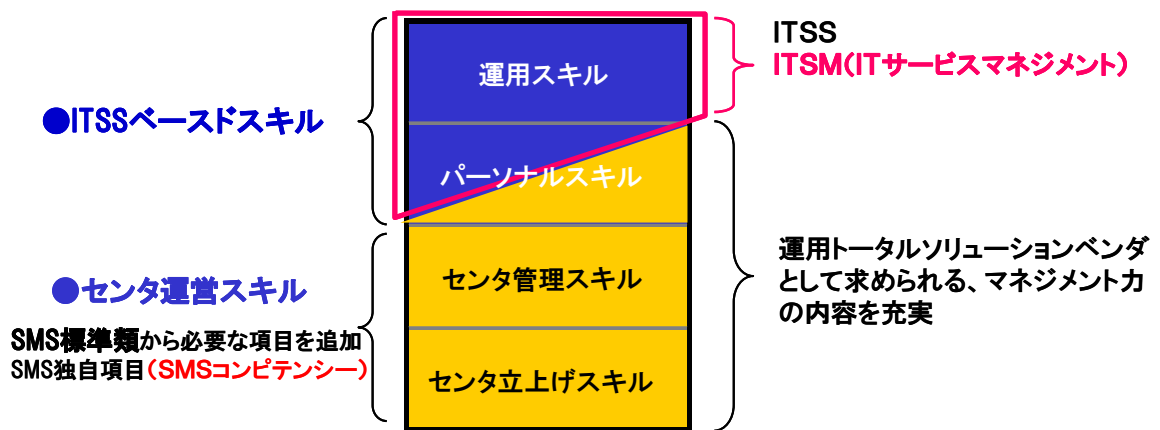 ITSS
ITSM(ITサービスマネジメント)
運用スキル
●ITSSベースドスキル
パーソナルスキル
センタ管理スキル
運用トータルソリューションベンダ
として求められる、マネジメント力
の内容を充実
●センタ運営スキル
SMS標準類から必要な項目を追加
SMS独自項目(SMSコンピテンシー)
センタ立上げスキル